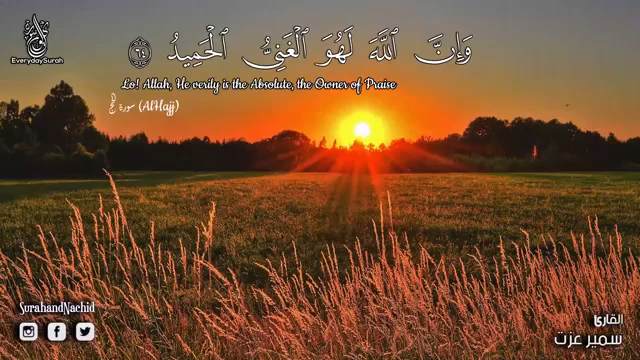 EverydaySurah
وَإِنَّ ٱللَّهَ لَهُوَ ٱلْغَنِىُّ ٱلْحَمِيدُ ٦٤
Lo! Allah, He verily is the Absolute, the Owner of Praise
سورة الحج (AlHajj)
SurahandNachid
القارئ
سمير عزت